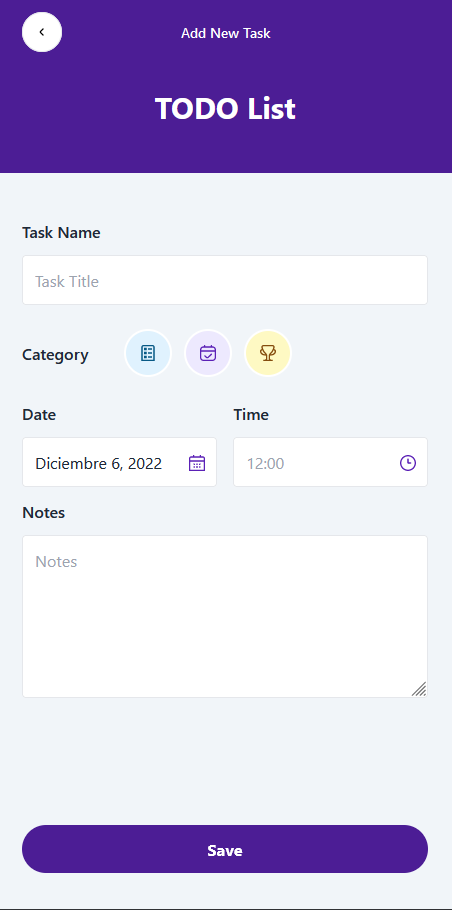 Add New Task
TODO List
Task Name
Task Title
Category
Date
Time
Diciembre 6, 2022
12:00
Notes
Notes
Save